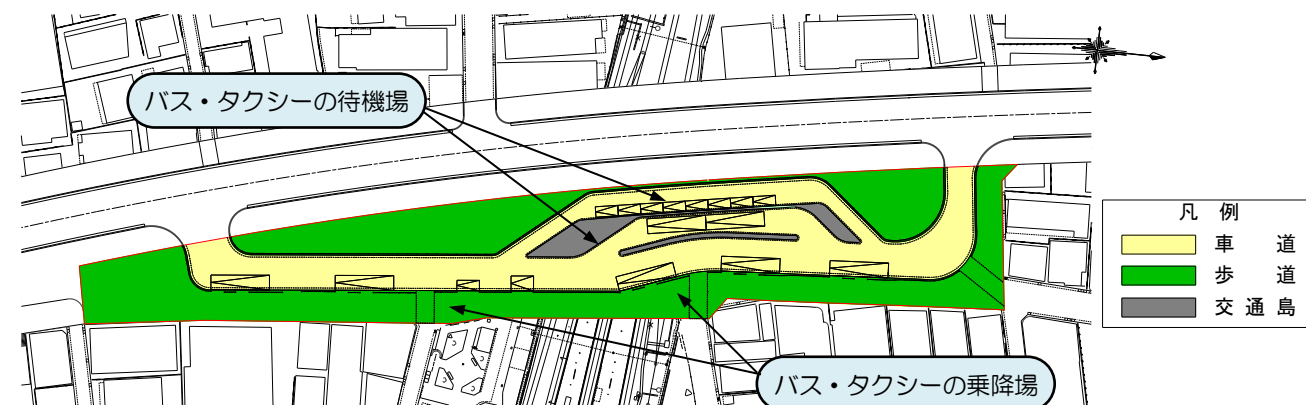 バス・タクシーの待機場
凡例
車道
歩道
交通島
バス・タクシーの乗降場